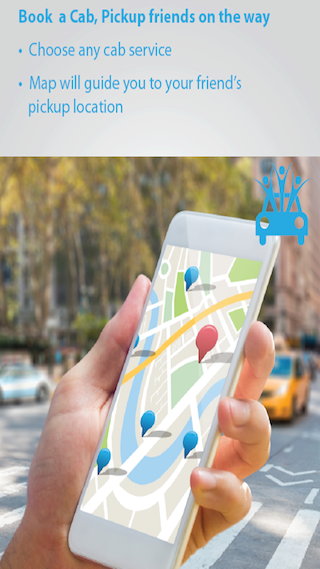 Book a Cab, Pickup friends on the way
• Choose any cab service
• Map will guide you to your friend's
pickup location